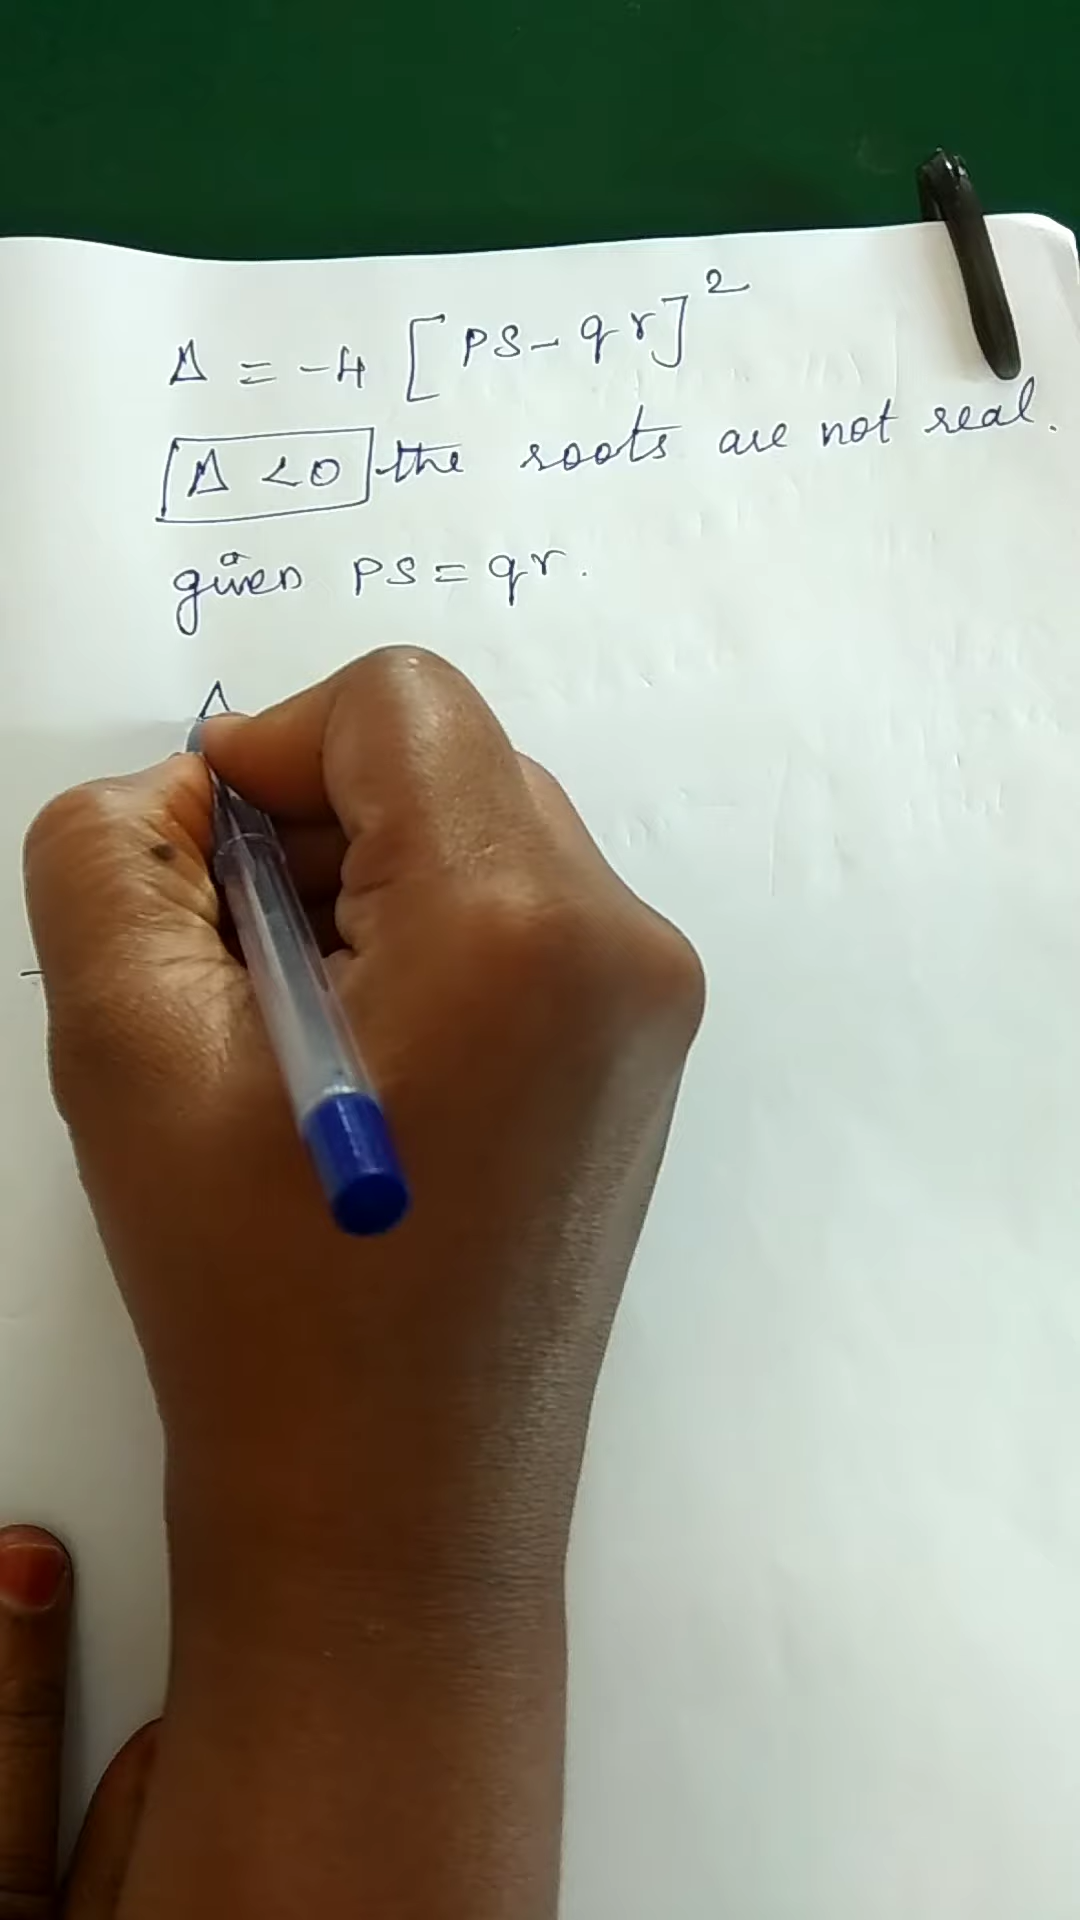 Δ = -4 [ps-qr]²
Δ <0 the roots are not real.
given ps = qr.
Δ